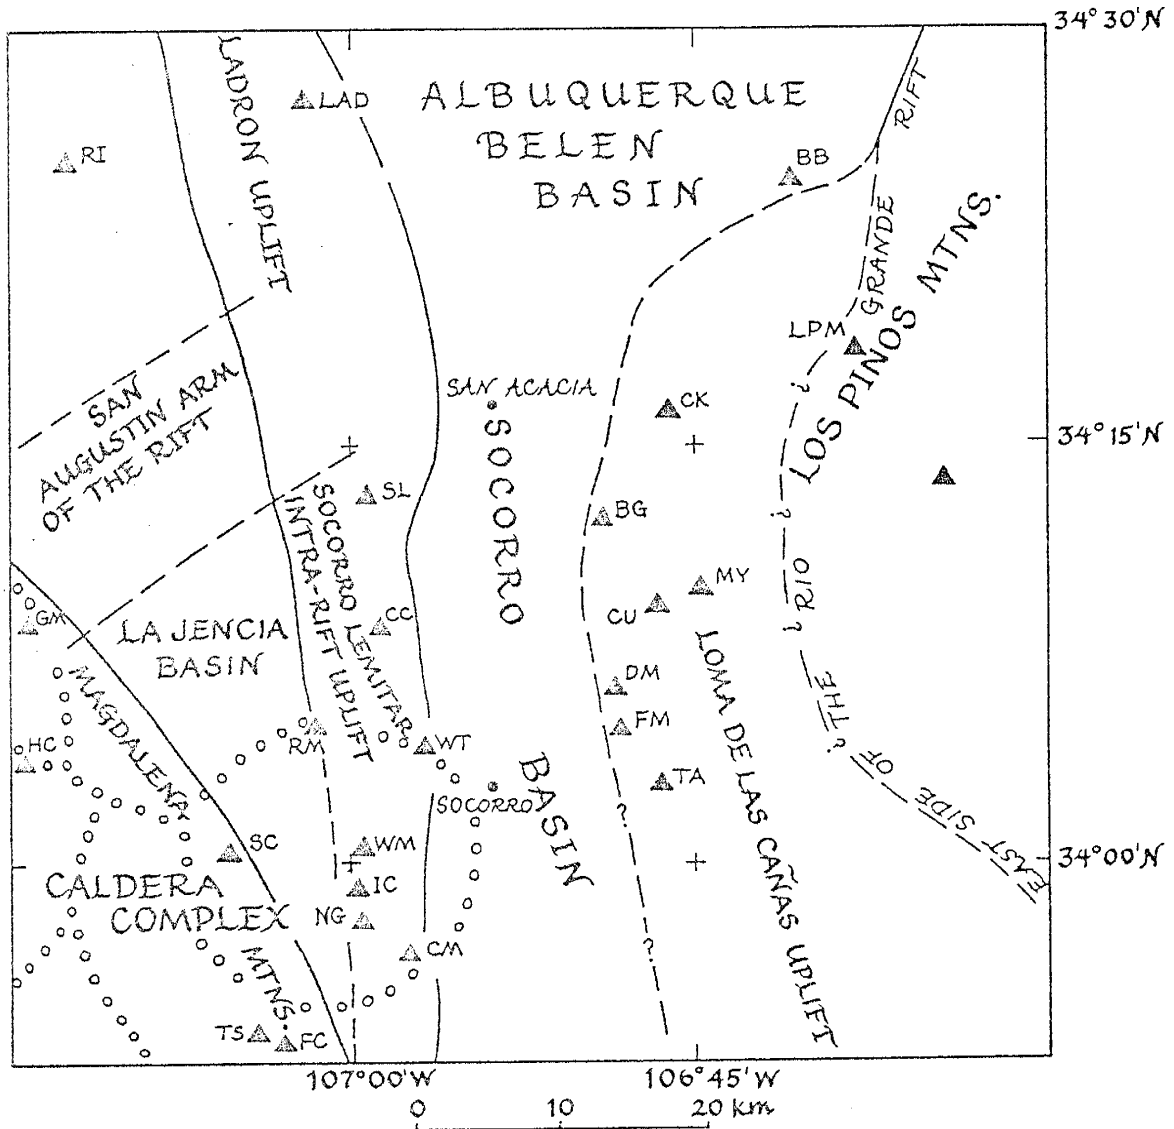 34°30'N
LADRON UPLIFT
LAD
ALBUQUERQUE
BELEN
BASIN
RIFT
RI
BB
GRANDE
LOS PINOS MTNS.
LPM
SAN
AUGUSTIN ARM
OF THE RIFT
SAN ACACIA
CK
34°15'N
SOCORRO
BASIN
SL
BG
SOCORRO LEMITAR
INTRA-RIFT UPLIFT
MY
CU
? RIO
?
?
?
GM
LA JENCIA
BASIN
CC
DM
THE
?
FM
MAGDALENA
MTNS.
HC
RM
WT
TA
LOMA DE LAS CAÑAS UPLIFT
SOCORRO
?
OF
SIDE
EAST
SC
WM
34°00'N
CALDERA
COMPLEX
IC
NG
CM
?
TS
FC
107°00'W
106°45'W
0 10 20 km